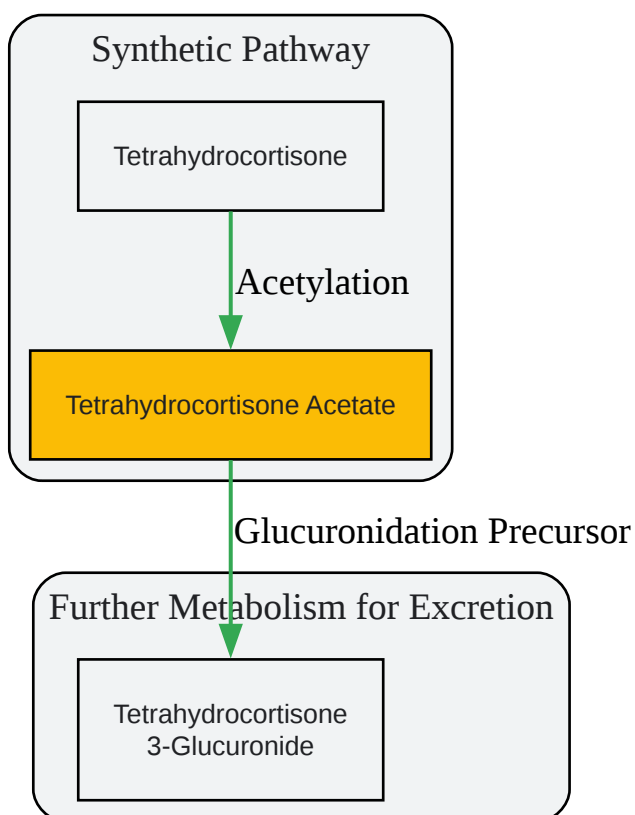 Synthetic Pathway
Tetrahydrocortisone
Acetylation
Tetrahydrocortisone Acetate
Glucuronidation Precursor
Further Metabolism for Excretion
Tetrahydrocortisone
3-Glucuronide